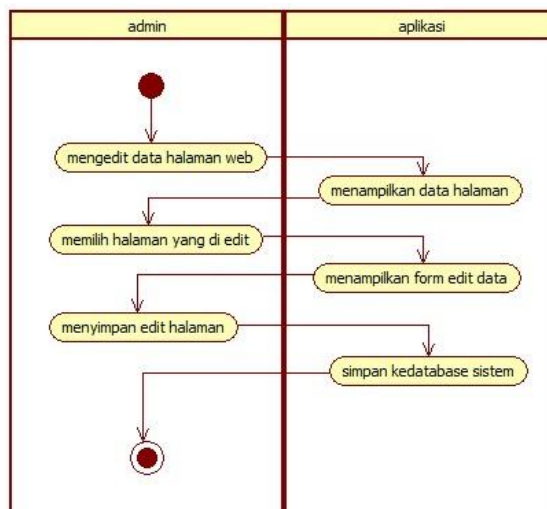 admin
aplikasi
mengedit data halaman web
menampilkan data halaman
memilih halaman yang di edit
menampilkan form edit data
menyimpan edit halaman
simpan kedatabase sistem